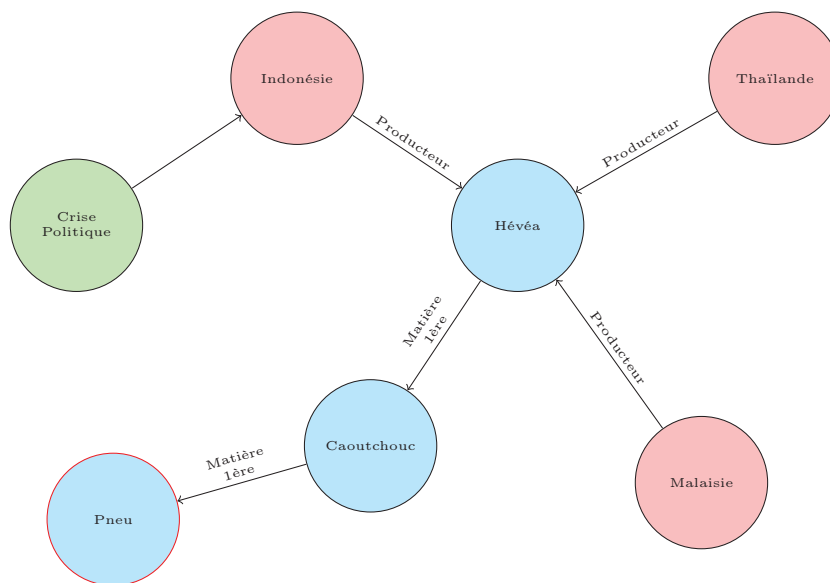 Indonésie
Thaïlande
Producteur
Producteur
Crise
Politique
Hévéa
Matière
1ère
Producteur
Caoutchouc
Matière
1ère
Malaisie
Pneu